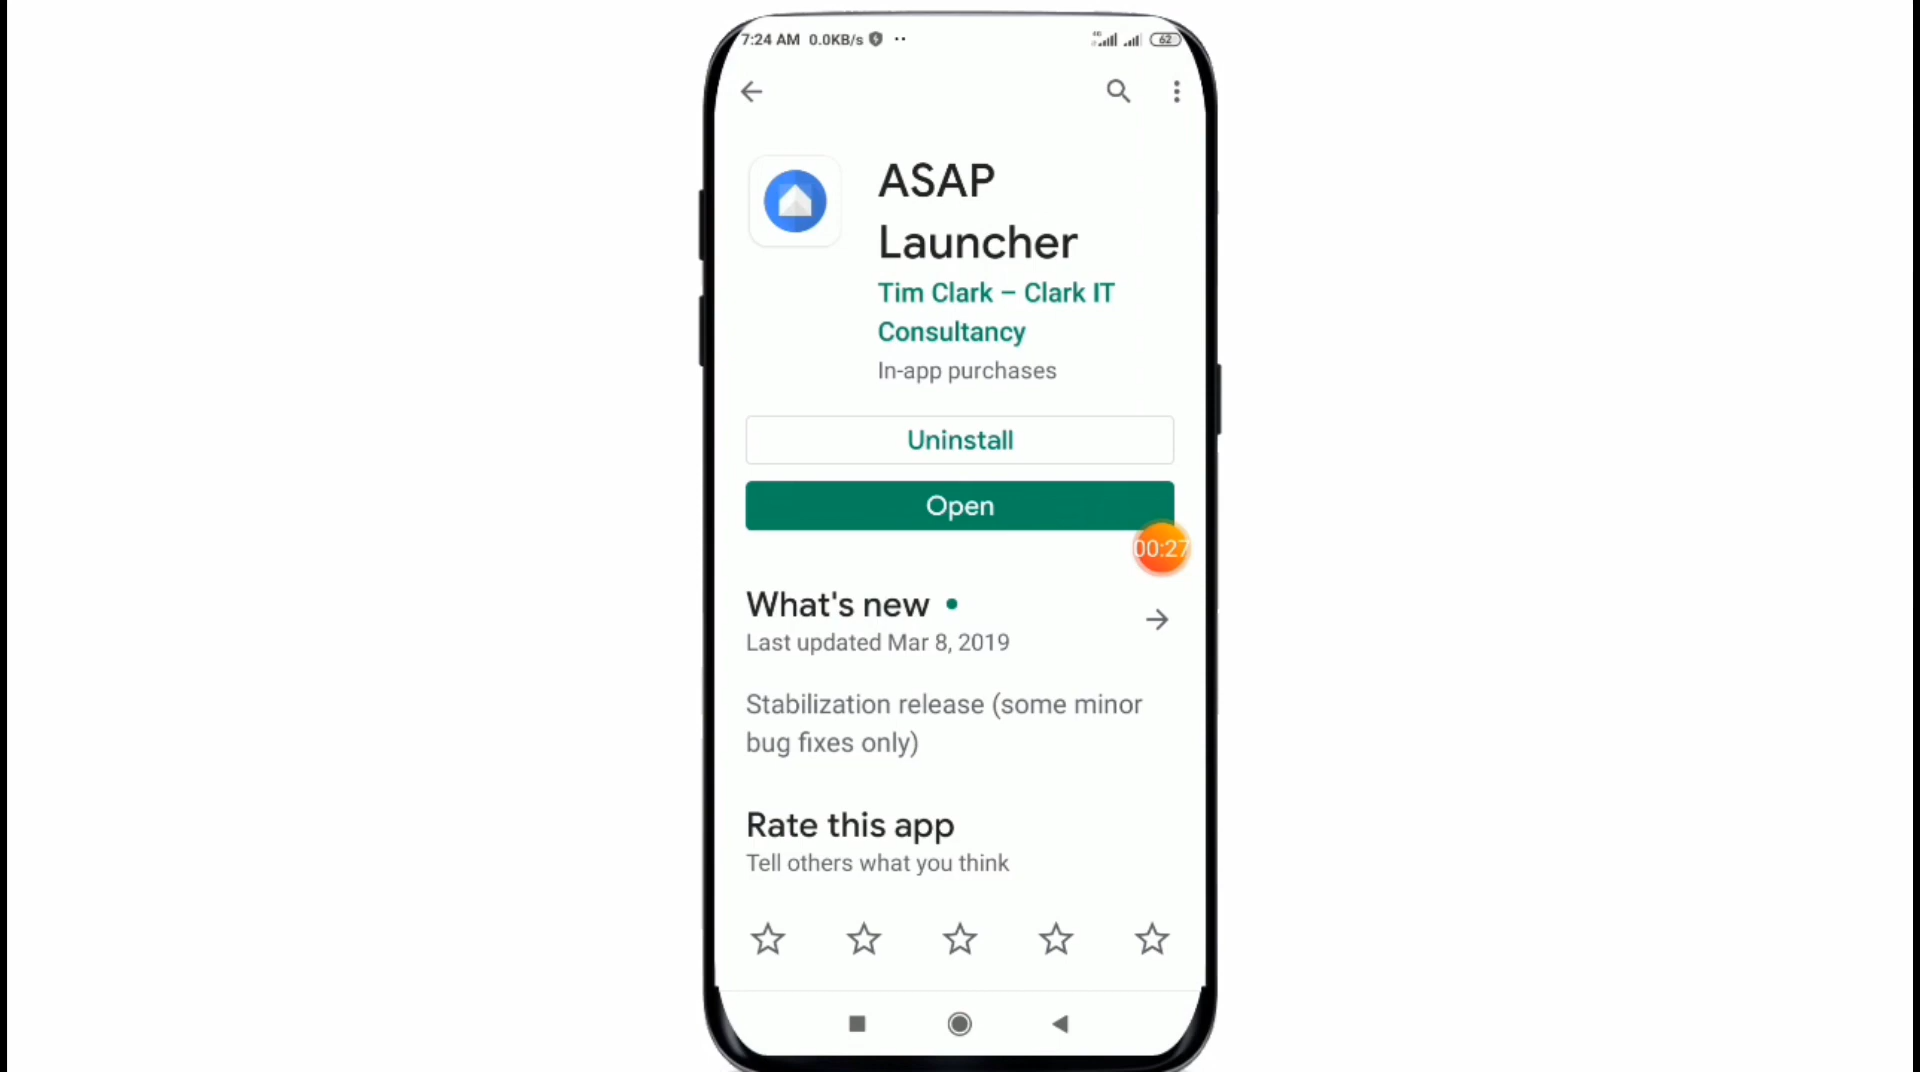 7:24 AM 0.0KB/s
62
ASAP
Launcher
Tim Clark – Clark IT
Consultancy
In-app purchases
Uninstall
Open
00:27
What's new
Last updated Mar 8, 2019
Stabilization release (some minor
bug fixes only)
Rate this app
Tell others what you think